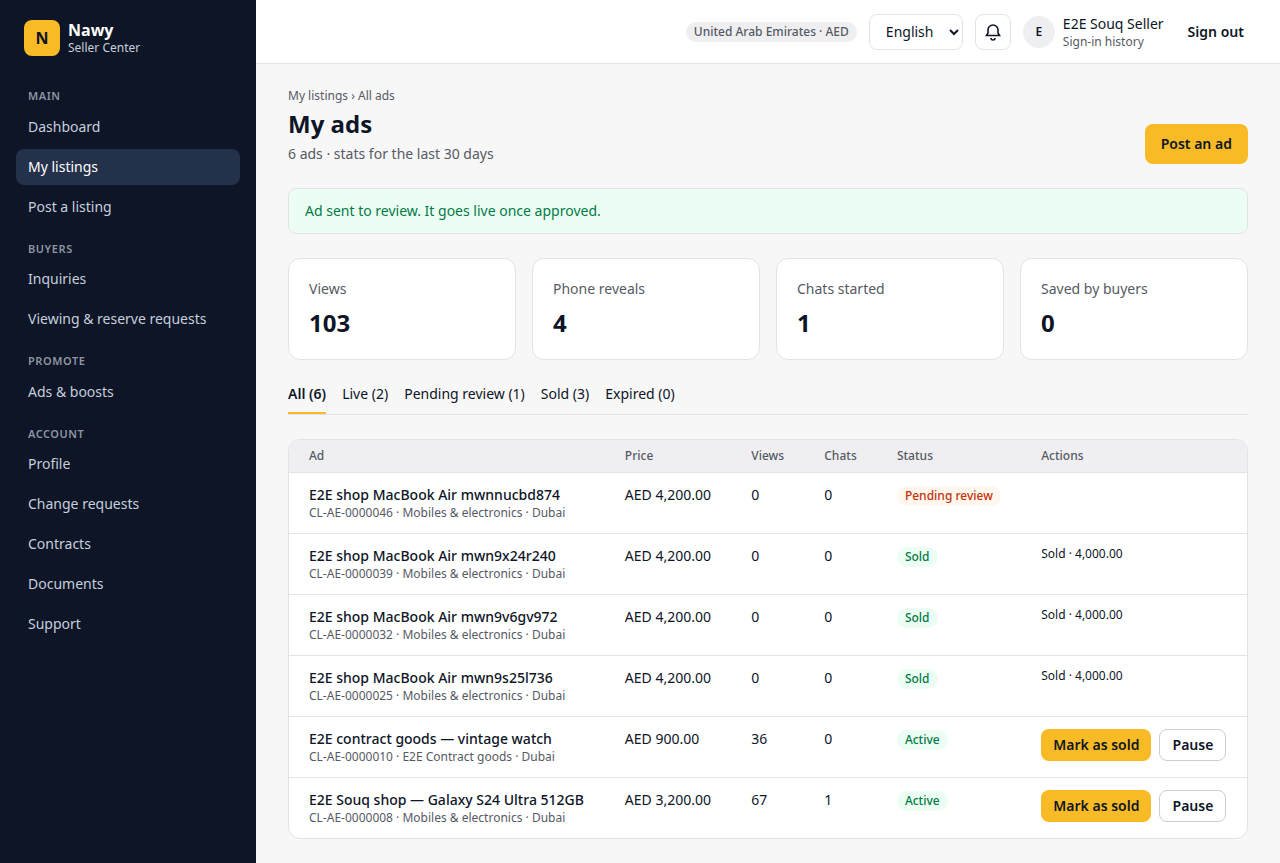 N
Nawy
Seller Center
MAIN
Dashboard
My listings
Post a listing
BUYERS
Inquiries
Viewing & reserve requests
PROMOTE
Ads & boosts
ACCOUNT
Profile
Change requests
Contracts
Documents
Support
United Arab Emirates · AED
English
E
E2E Souq Seller
Sign-in history
Sign out
My listings › All ads
My ads
6 ads · stats for the last 30 days
Post an ad
Ad sent to review. It goes live once approved.
Views
103
Phone reveals
4
Chats started
1
Saved by buyers
0
All (6) Live (2) Pending review (1) Sold (3) Expired (0)
Ad Price Views Chats Status Actions
E2E shop MacBook Air mwnnucbd874 AED 4,200.00 0 0 Pending review
CL-AE-0000046 · Mobiles & electronics · Dubai
E2E shop MacBook Air mwn9x24r240 AED 4,200.00 0 0 Sold Sold · 4,000.00
CL-AE-0000039 · Mobiles & electronics · Dubai
E2E shop MacBook Air mwn9v6gv972 AED 4,200.00 0 0 Sold Sold · 4,000.00
CL-AE-0000032 · Mobiles & electronics · Dubai
E2E shop MacBook Air mwn9s25l736 AED 4,200.00 0 0 Sold Sold · 4,000.00
CL-AE-0000025 · Mobiles & electronics · Dubai
E2E contract goods — vintage watch AED 900.00 36 0 Active Mark as sold Pause
CL-AE-0000010 · E2E Contract goods · Dubai
E2E Souq shop — Galaxy S24 Ultra 512GB AED 3,200.00 67 1 Active Mark as sold Pause
CL-AE-0000008 · Mobiles & electronics · Dubai